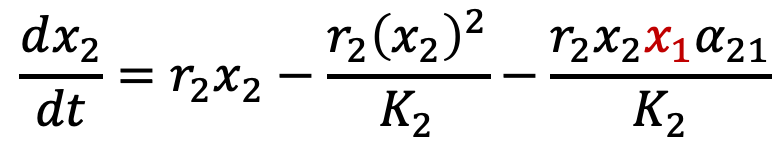 dx₂/dt = r₂x₂ − r₂(x₂)²/K₂ − r₂x₂x₁α₂₁/K₂